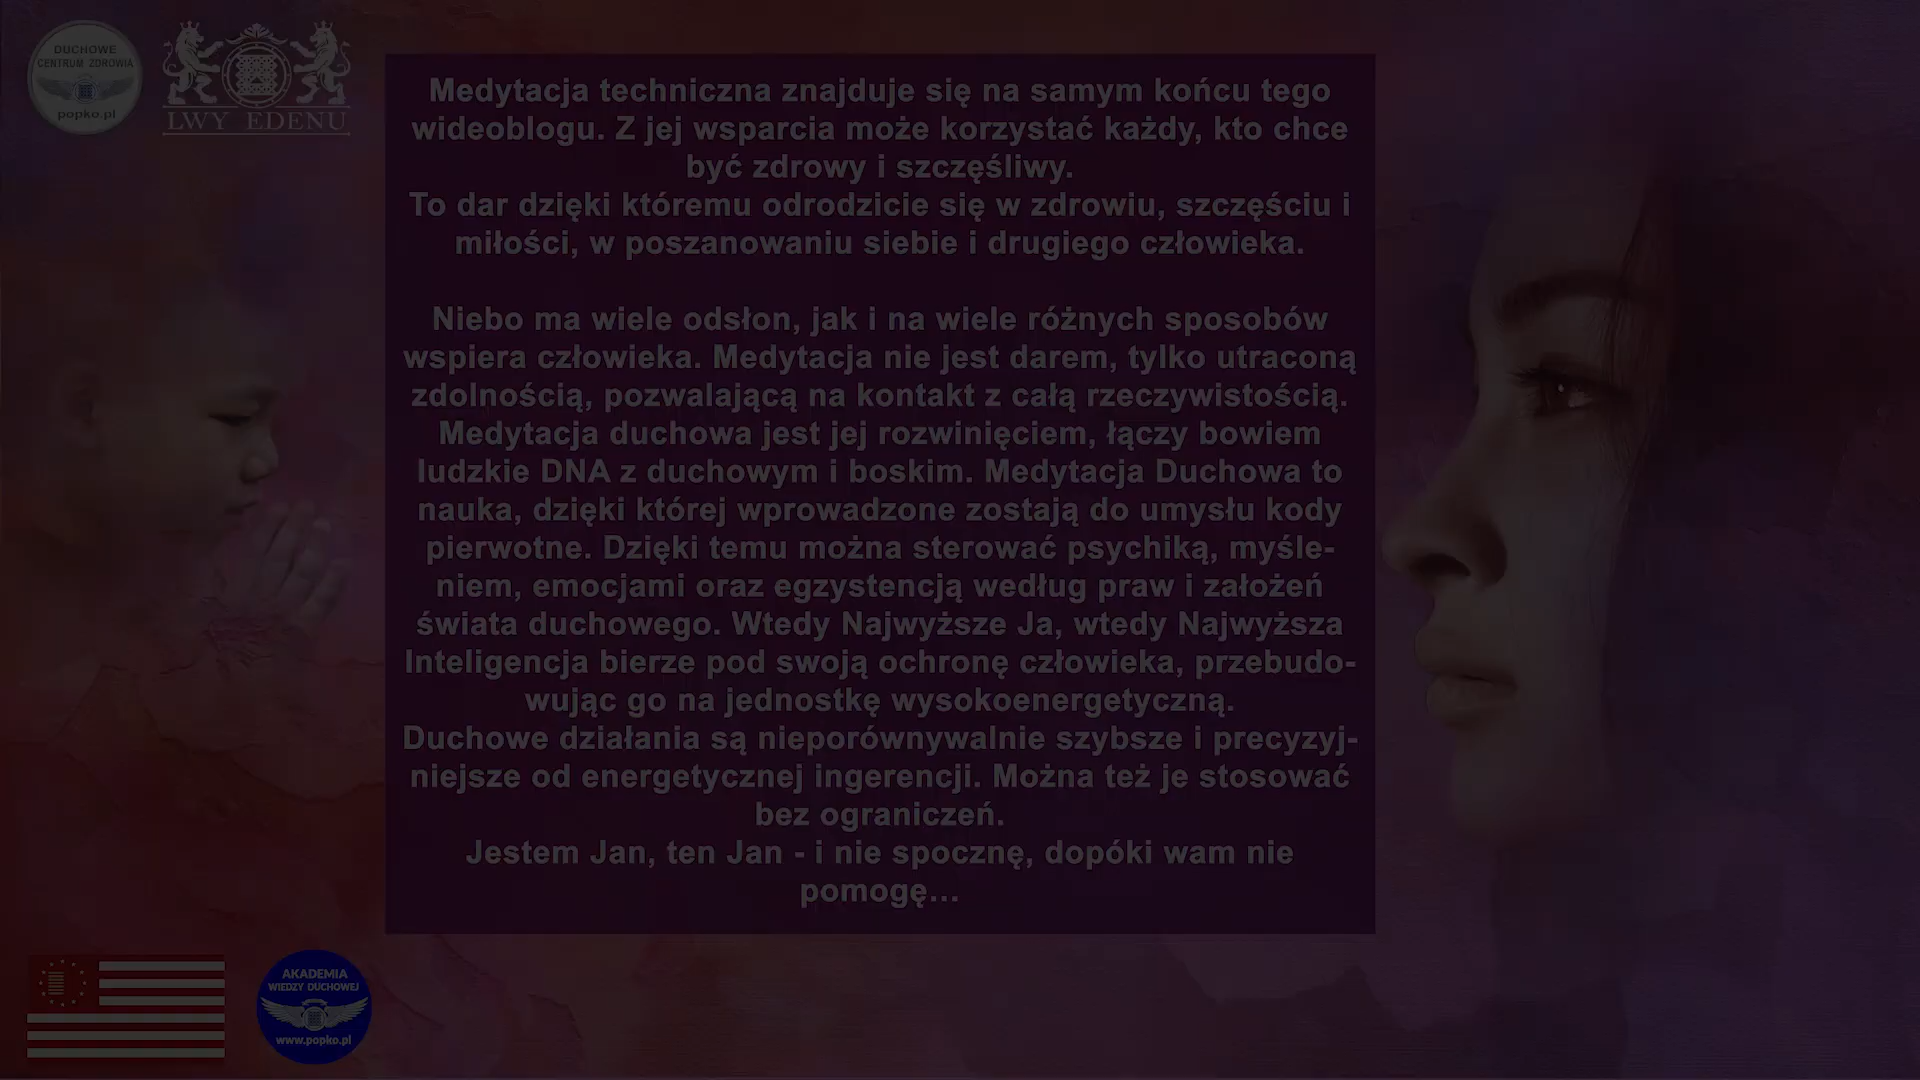 DUCHOWE
CENTRUM ZDROWIA
popko.pl
LWY EDENU
Medytacja techniczna znajduje się na samym końcu tego
wideoblogu. Z jej wsparcia może korzystać każdy, kto chce
być zdrowy i szczęśliwy.
To dar dzięki któremu odrodzicie się w zdrowiu, szczęściu i
miłości, w poszanowaniu siebie i drugiego człowieka.
Niebo ma wiele odsłon, jak i na wiele różnych sposobów
wspiera człowieka. Medytacja nie jest darem, tylko utraconą
zdolnością, pozwalającą na kontakt z całą rzeczywistością.
Medytacja duchowa jest jej rozwinięciem, łączy bowiem
ludzkie DNA z duchowym i boskim. Medytacja Duchowa to
nauka, dzięki której wprowadzone zostają do umysłu kody
pierwotne. Dzięki temu można sterować psychiką, myśle-
niem, emocjami oraz egzystencją według praw i założeń
świata duchowego. Wtedy Najwyższe Ja, wtedy Najwyższa
Inteligencja bierze pod swoją ochronę człowieka, przebudo-
wując go na jednostkę wysokoenergetyczną.
Duchowe działania są nieporównywalnie szybsze i precyzyj-
niejsze od energetycznej ingerencji. Można też je stosować
bez ograniczeń.
Jestem Jan, ten Jan - i nie spocznę, dopóki wam nie
pomogę...
AKADEMIA
WIEDZY DUCHOWEJ
www.popko.pl